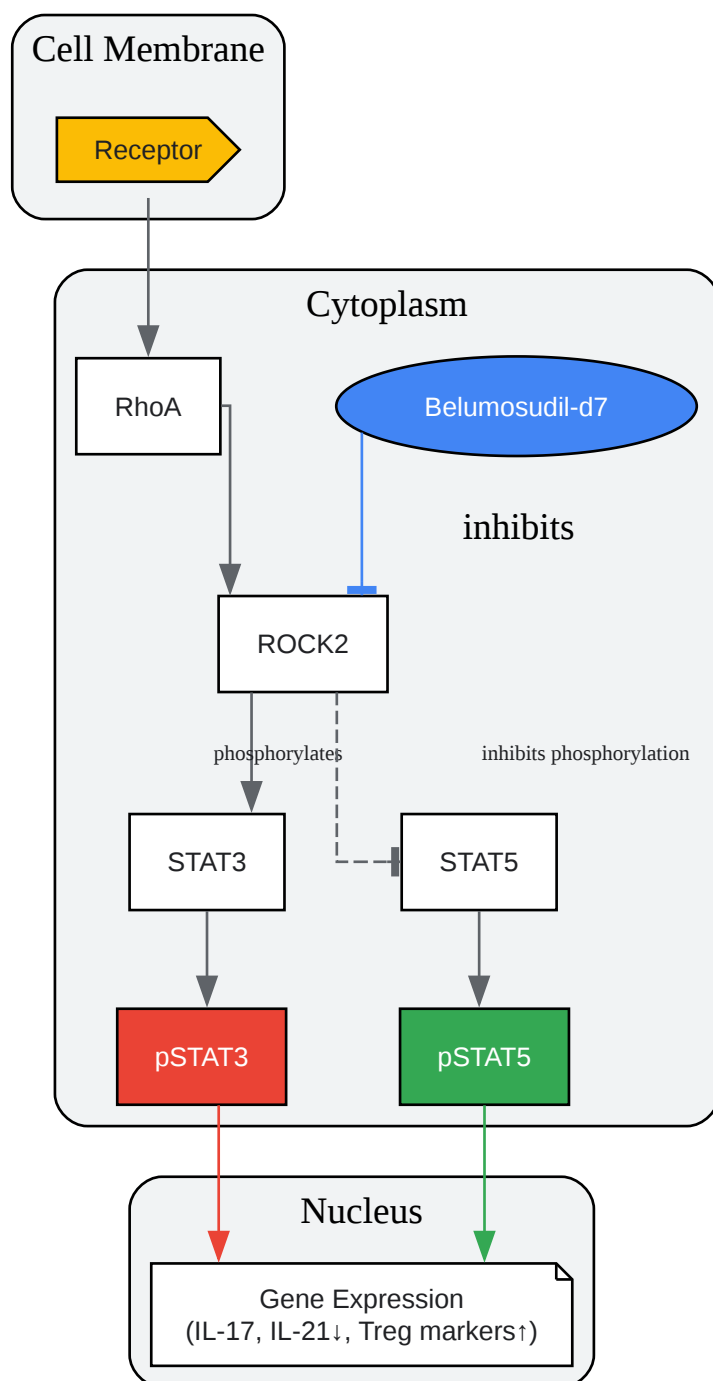 Cell Membrane
Receptor
Cytoplasm
RhoA
Belumosudil-d7
inhibits
ROCK2
phosphorylates
inhibits phosphorylation
STAT3
STAT5
pSTAT3
pSTAT5
Nucleus
Gene Expression
(IL-17, IL-21↓, Treg markers↑)